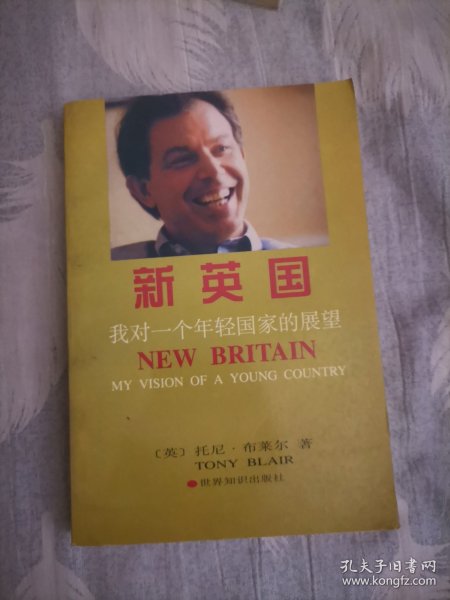 新英国
我对一个年轻国家的展望
NEW BRITAIN
MY VISION OF A YOUNG COUNTRY
〔英〕托尼·布莱尔 著
TONY BLAIR
世界知识出版社
孔夫子旧书网
www.kongfz.com